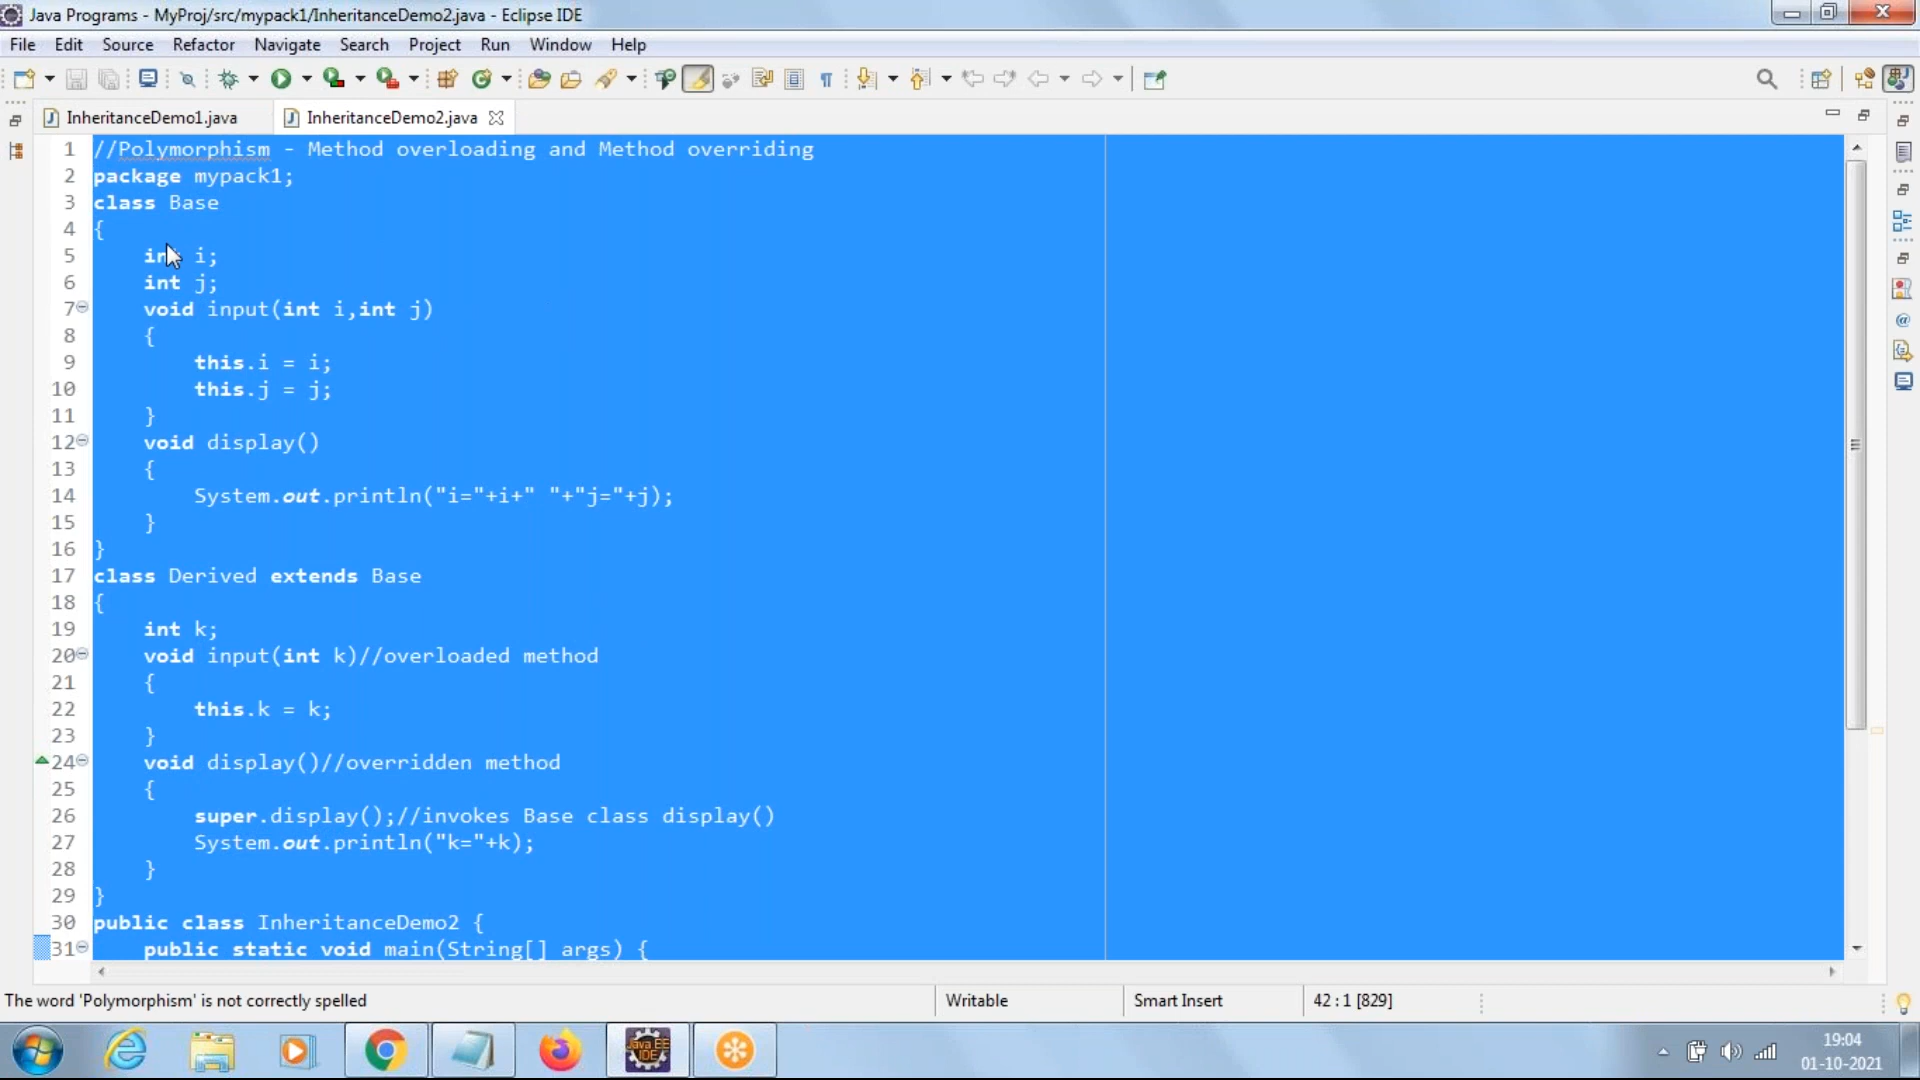 Java Programs - MyProj/src/mypack1/InheritanceDemo2.java - Eclipse IDE
File Edit Source Refactor Navigate Search Project Run Window Help
InheritanceDemo1.java InheritanceDemo2.java
1 //Polymorphism - Method overloading and Method overriding
2 package mypack1;
3 class Base
4 {
5 int i;
6 int j;
7 void input(int i,int j)
8 {
9 this.i = i;
10 this.j = j;
11 }
12 void display()
13 {
14 System.out.println("i="+i+" "+"j="+j);
15 }
16 }
17 class Derived extends Base
18 {
19 int k;
20 void input(int k)//overloaded method
21 {
22 this.k = k;
23 }
24 void display()//overridden method
25 {
26 super.display();//invokes Base class display()
27 System.out.println("k="+k);
28 }
29 }
30 public class InheritanceDemo2 {
31 public static void main(String[] args) {
The word 'Polymorphism' is not correctly spelled Writable Smart Insert 42 : 1 [829]
Java EE
IDE
19:04
01-10-2021